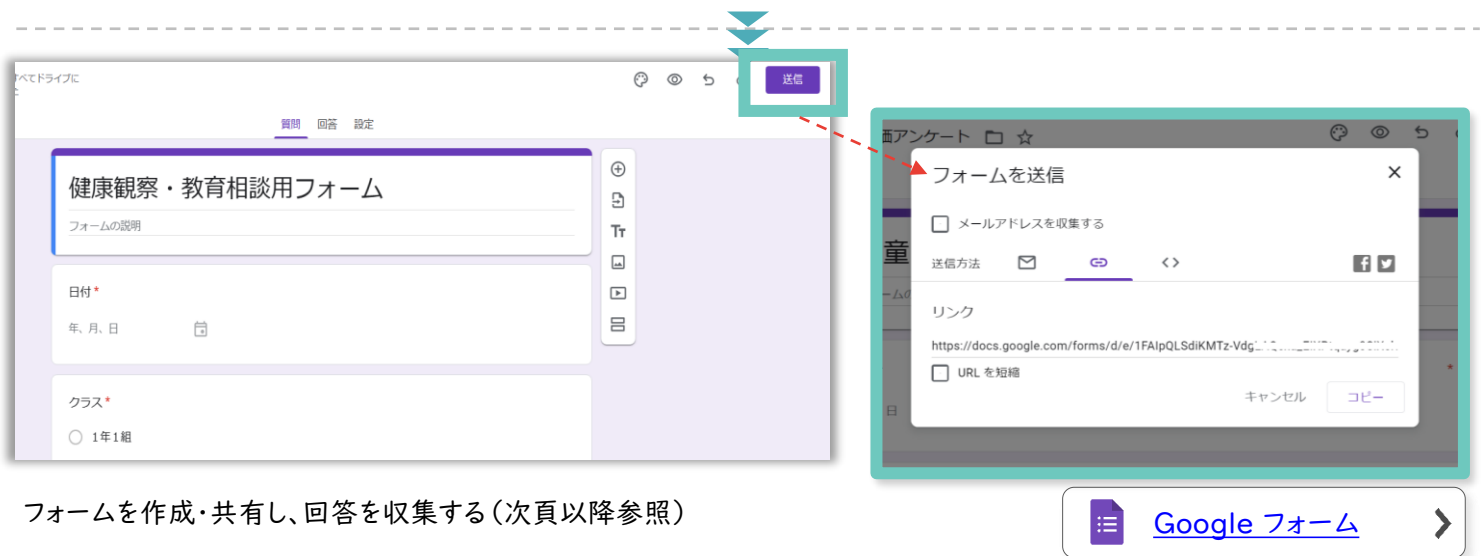 すべてドライブに
送信
質問 回答 設定
健康観察・教育相談用フォーム
フォームの説明
日付 *
年、月、日
クラス *
1年1組
価アンケート
フォームを送信
メールアドレスを収集する
送信方法
リンク
https://docs.google.com/forms/d/e/1FAIpQLSdiKMTz-Vdg
URL を短縮
キャンセル コピー
童
日
フォームを作成・共有し、回答を収集する（次頁以降参照）
Google フォーム